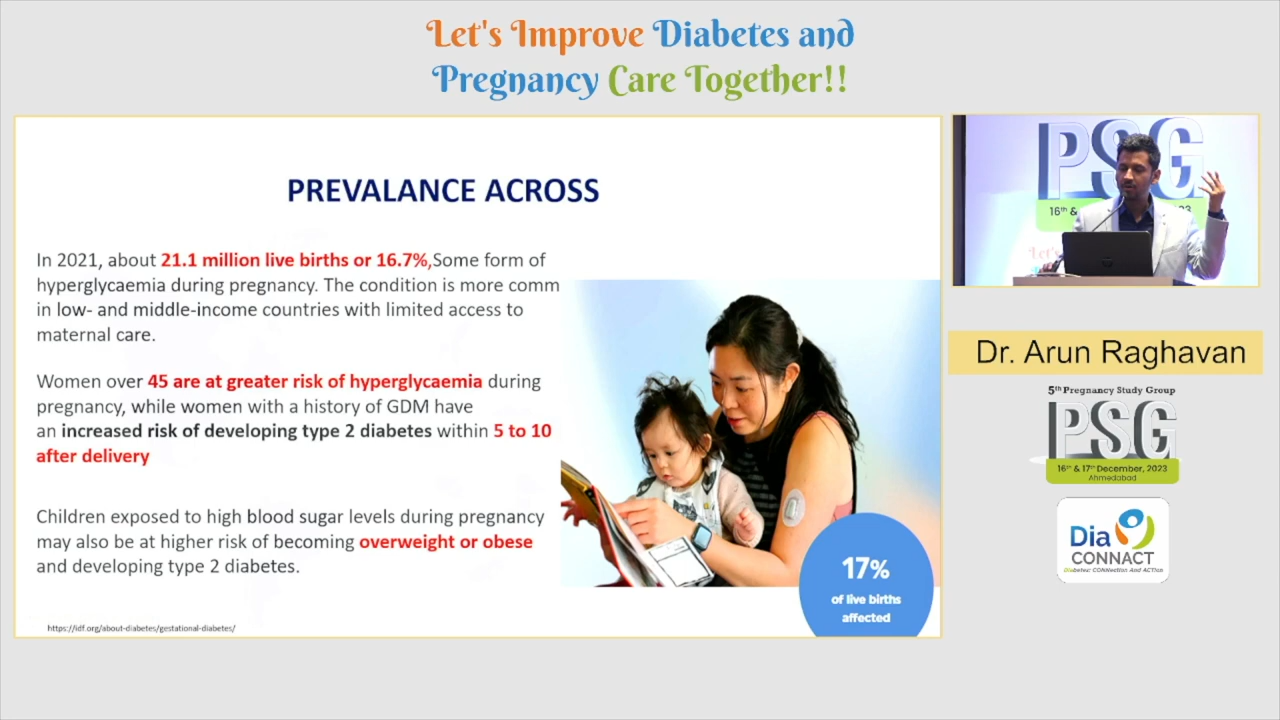 Let's Improve Diabetes and
Pregnancy Care Together!!
PREVALANCE ACROSS
In 2021, about 21.1 million live births or 16.7%,Some form of
hyperglycaemia during pregnancy. The condition is more comm
in low- and middle-income countries with limited access to
maternal care.
Women over 45 are at greater risk of hyperglycaemia during
pregnancy, while women with a history of GDM have
an increased risk of developing type 2 diabetes within 5 to 10
after delivery
Children exposed to high blood sugar levels during pregnancy
may also be at higher risk of becoming overweight or obese
and developing type 2 diabetes.
17%
of live births
affected
https://idf.org/about-diabetes/gestational-diabetes/
PSG
16th &
2023
Let's
Dr. Arun Raghavan
5th Pregnancy Study Group
PSG
16th & 17th December, 2023
Ahmedabad
Dia
CONNACT
Diabetes: CONNection And ACTion